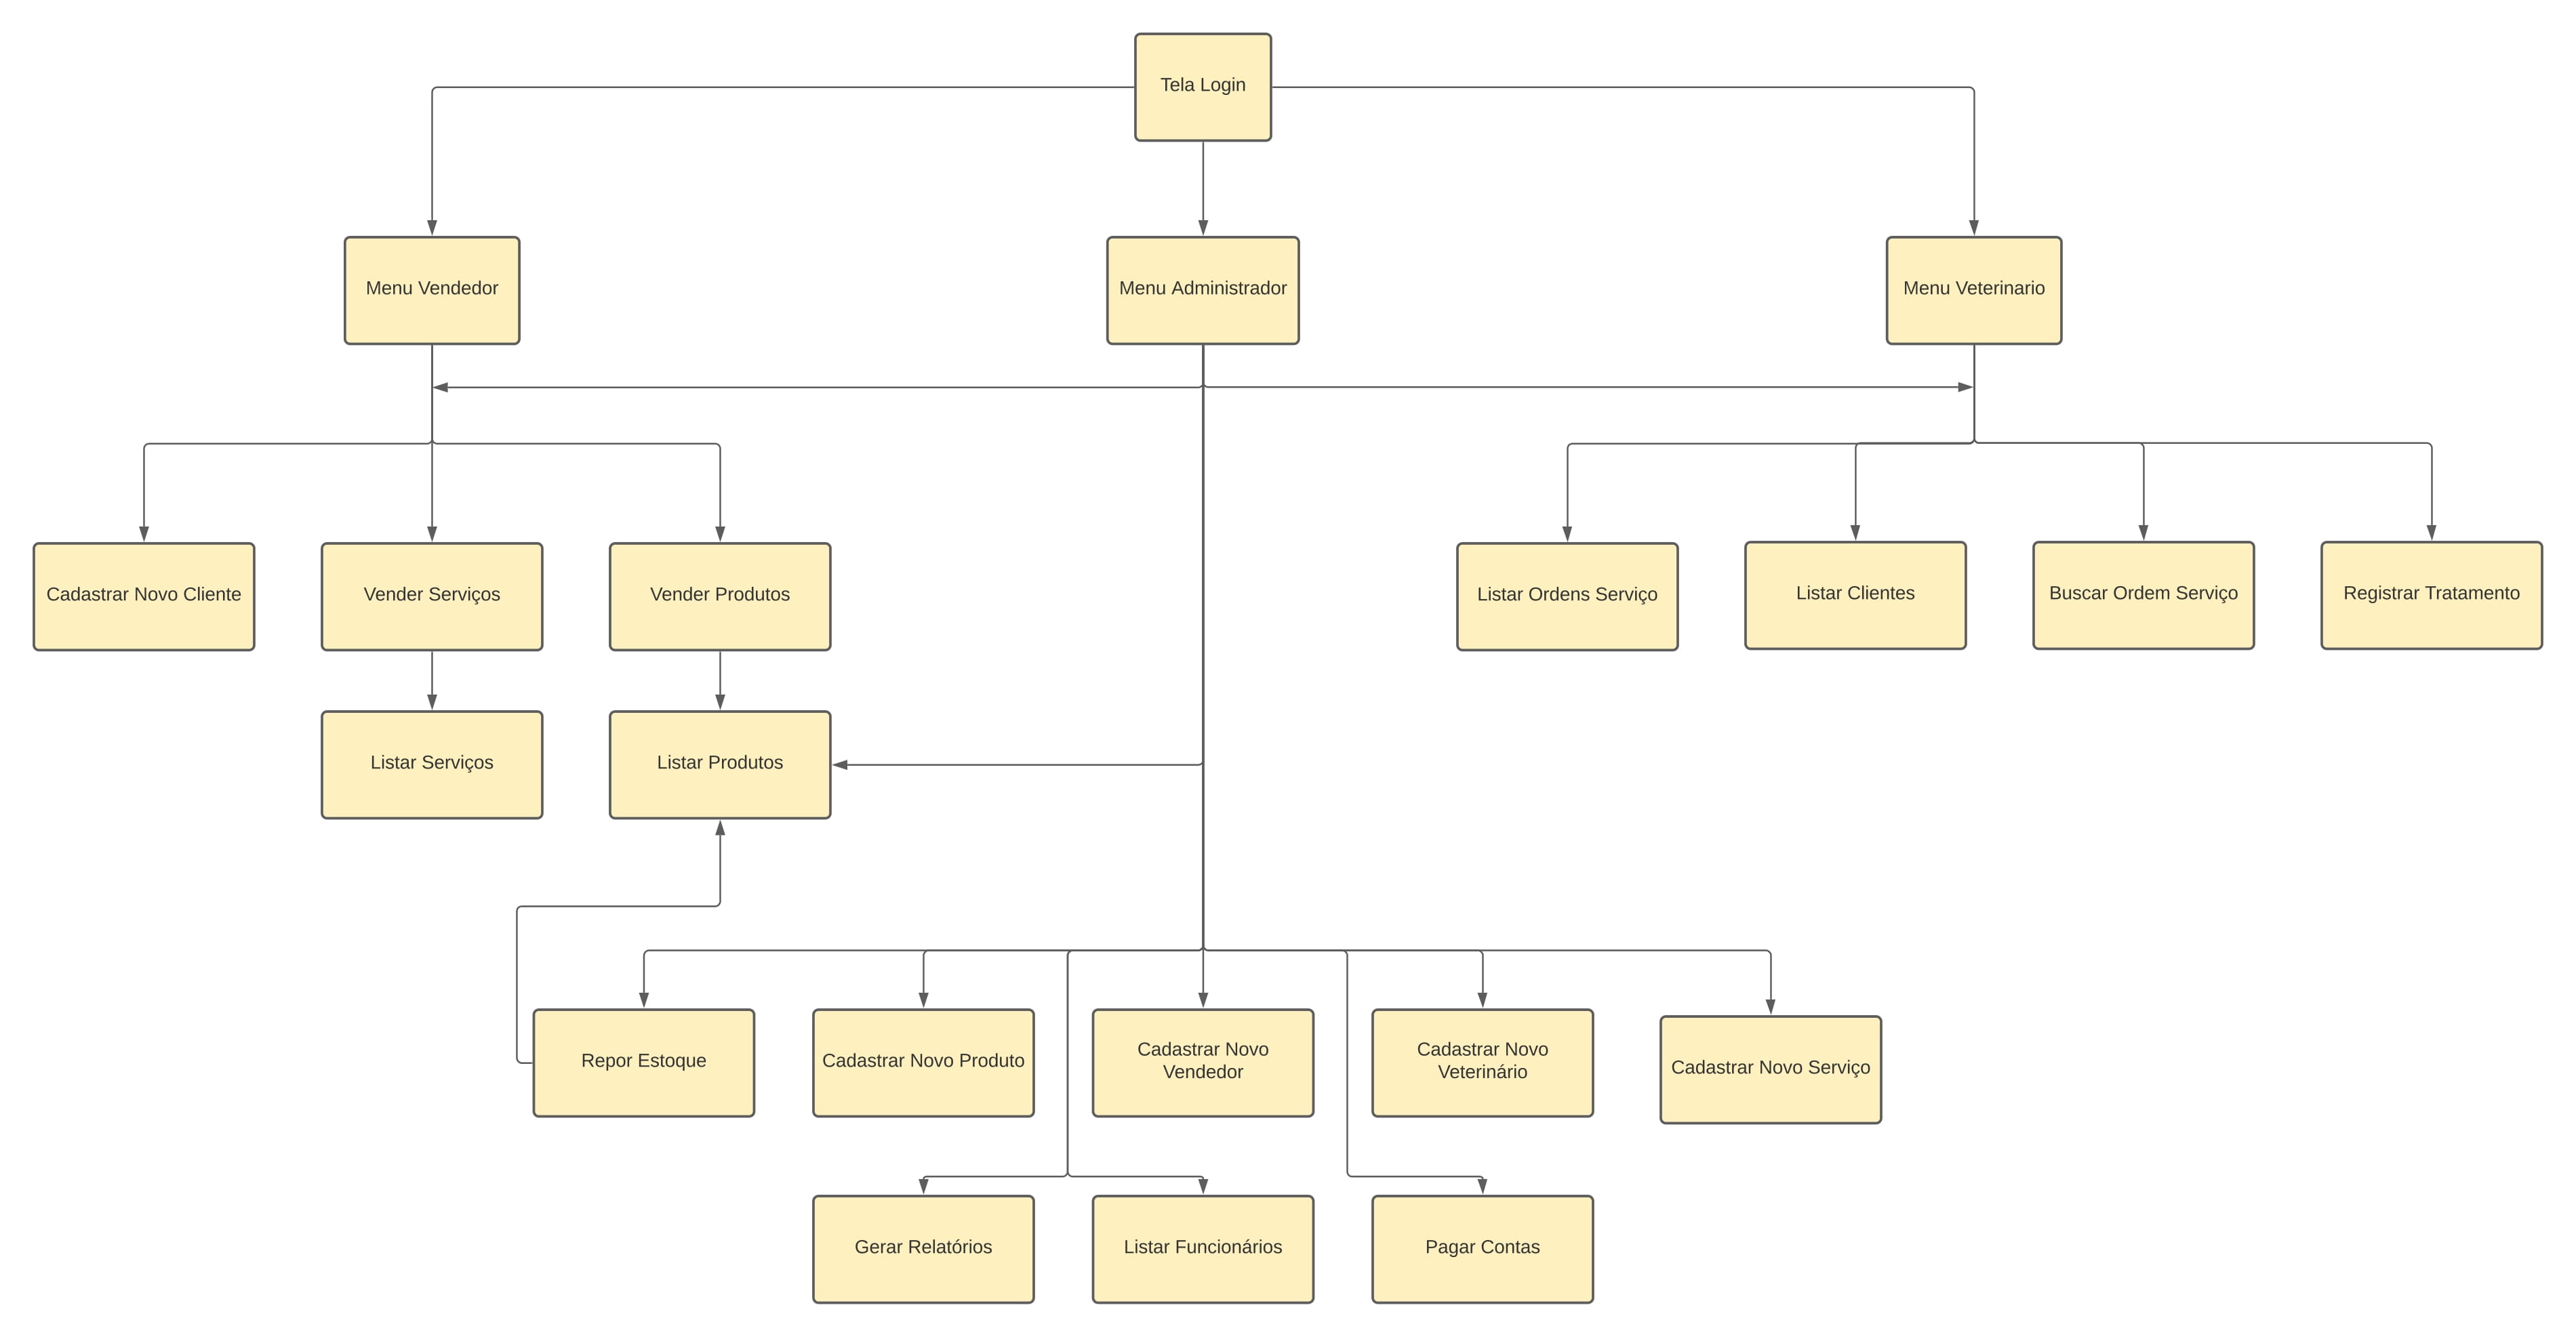 Tela Login
Menu Vendedor
Menu Administrador
Menu Veterinario
Cadastrar Novo Cliente
Vender Serviços
Vender Produtos
Listar Ordens Serviço
Listar Clientes
Buscar Ordem Serviço
Registrar Tratamento
Listar Serviços
Listar Produtos
Repor Estoque
Cadastrar Novo Produto
Cadastrar Novo
Vendedor
Cadastrar Novo
Veterinário
Cadastrar Novo Serviço
Gerar Relatórios
Listar Funcionários
Pagar Contas